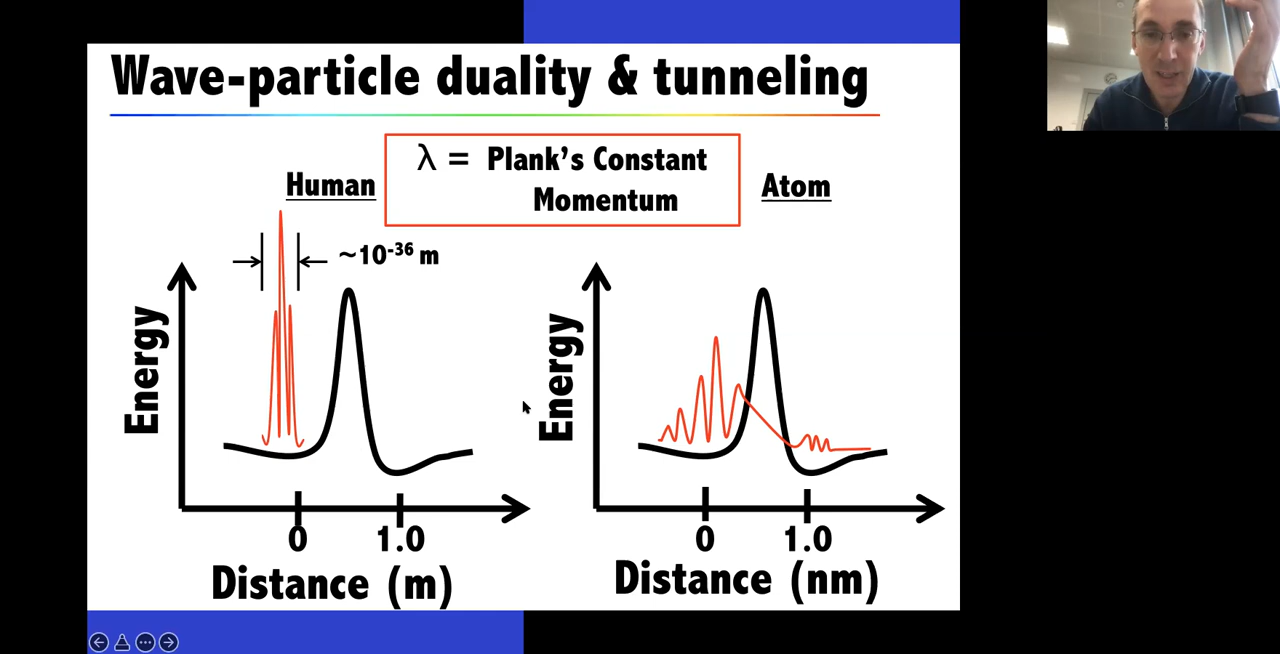 Wave-particle duality & tunneling
λ = Plank's Constant
Momentum
Human
Atom
~10⁻³⁶ m
Energy
Energy
0
1.0
0
1.0
Distance (m)
Distance (nm)